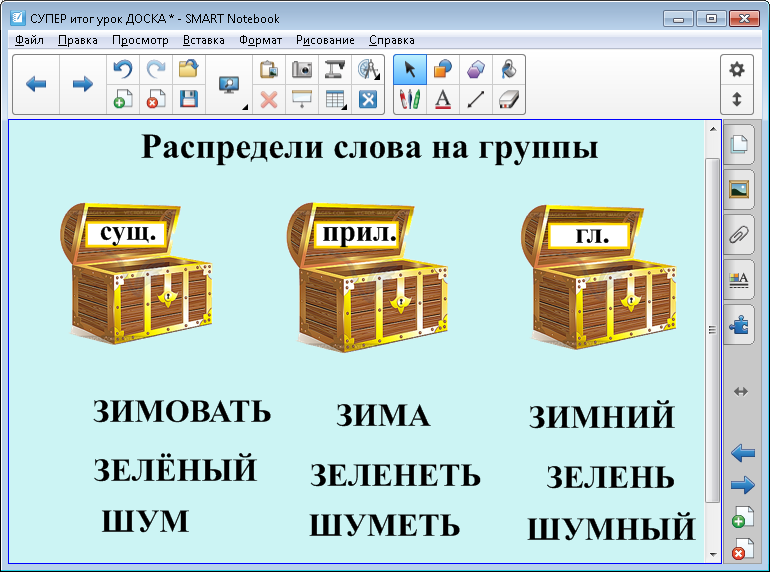 СУПЕР итог урок ДОСКА * - SMART Notebook
Файл Правка Просмотр Вставка Формат Рисование Справка
Распредели слова на группы
сущ. прил. гл.
ЗИМОВАТЬ ЗИМА ЗИМНИЙ
ЗЕЛЁНЫЙ ЗЕЛЕНЕТЬ ЗЕЛЕНЬ
ШУМ ШУМЕТЬ ШУМНЫЙ